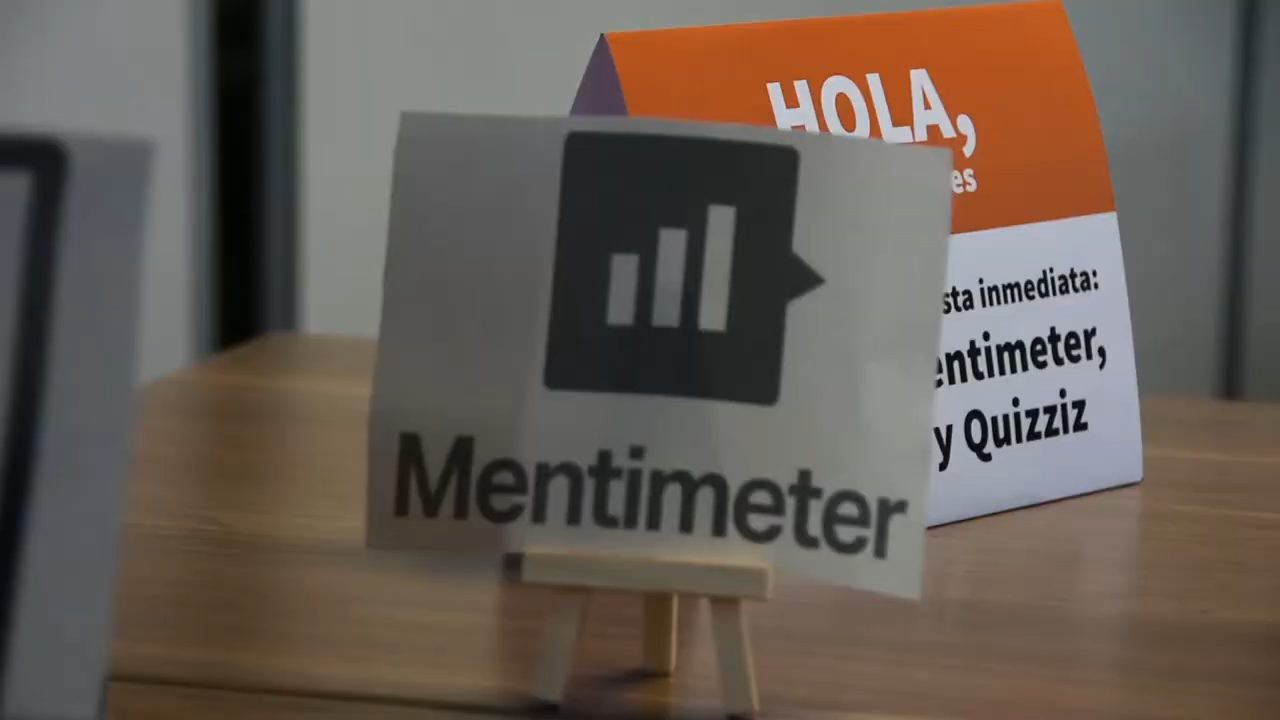 HOLA,
es
sta inmediata:
entimeter,
y Quizziz
Mentimeter